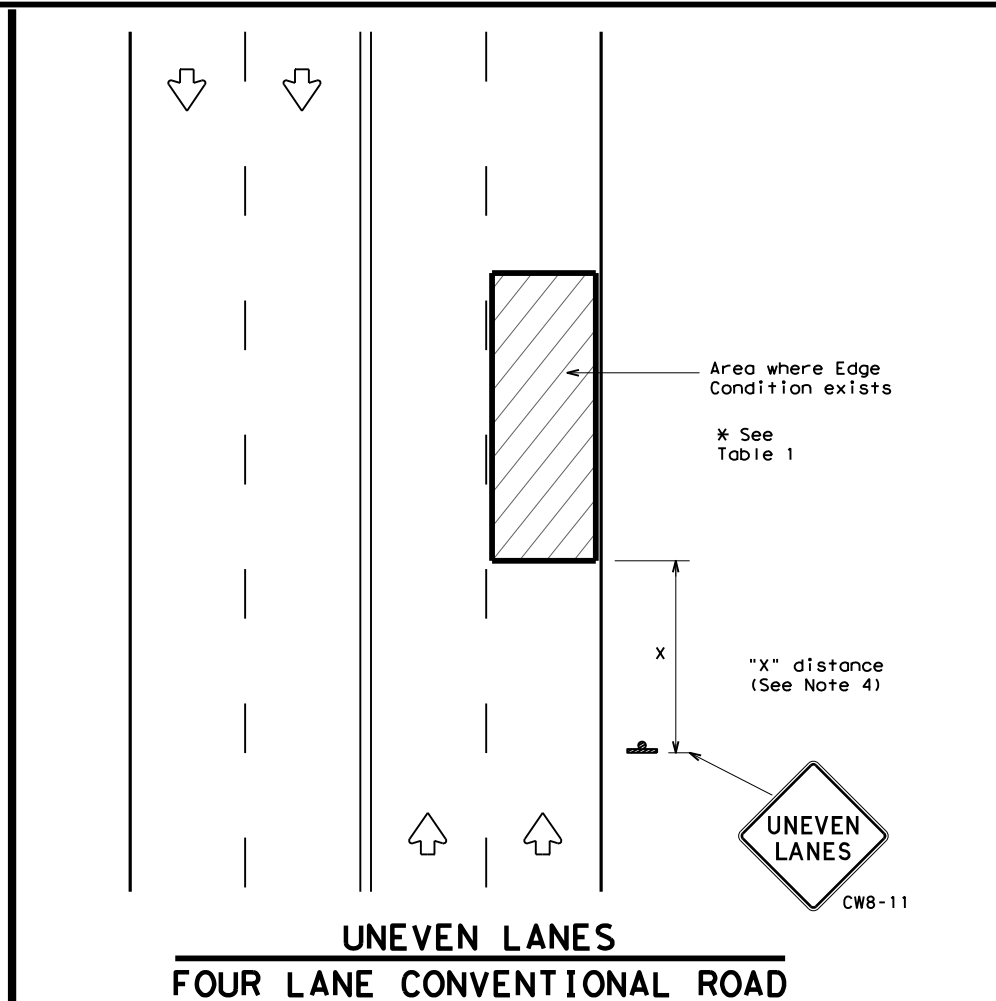 Area where Edge
Condition exists
* See
Table 1
X
"X" distance
(See Note 4)
UNEVEN
LANES
CW8-11
UNEVEN LANES
FOUR LANE CONVENTIONAL ROAD